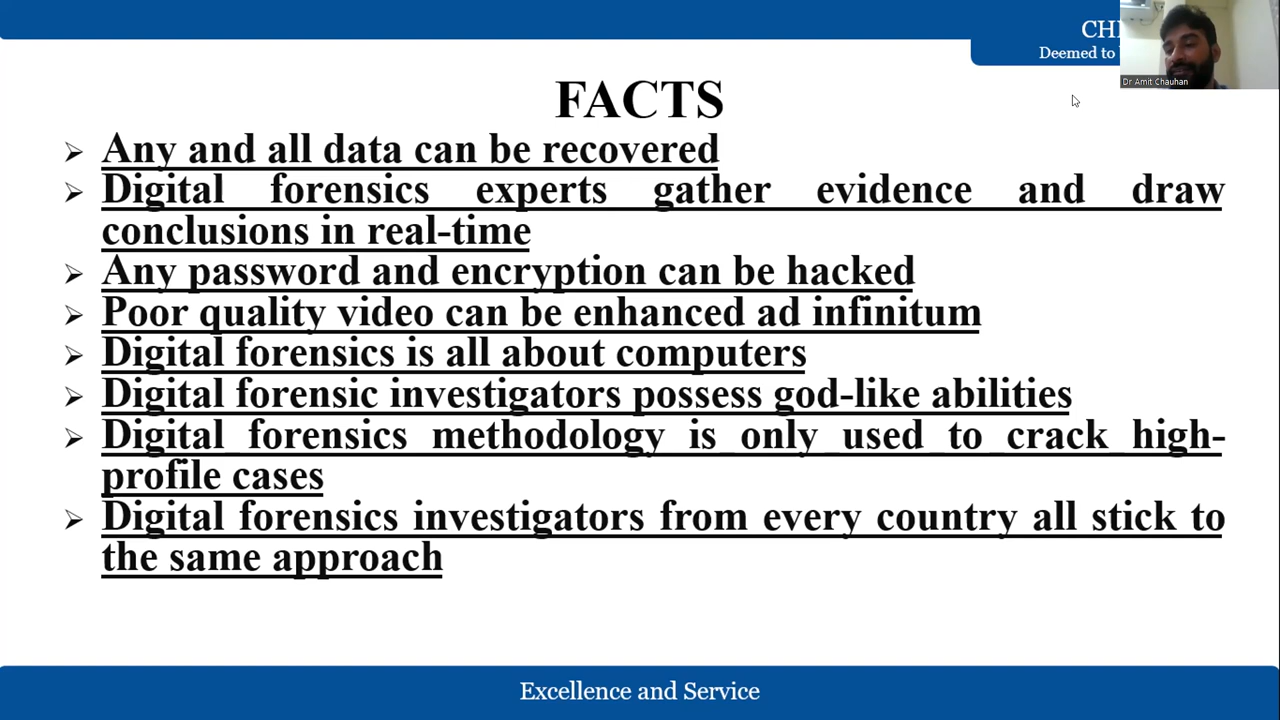 CH
Deemed to
Dr Amit Chauhan
FACTS
Any and all data can be recovered
Digital forensics experts gather evidence and draw
conclusions in real-time
Any password and encryption can be hacked
Poor quality video can be enhanced ad infinitum
Digital forensics is all about computers
Digital forensic investigators possess god-like abilities
Digital forensics methodology is only used to crack high-
profile cases
Digital forensics investigators from every country all stick to
the same approach
Excellence and Service